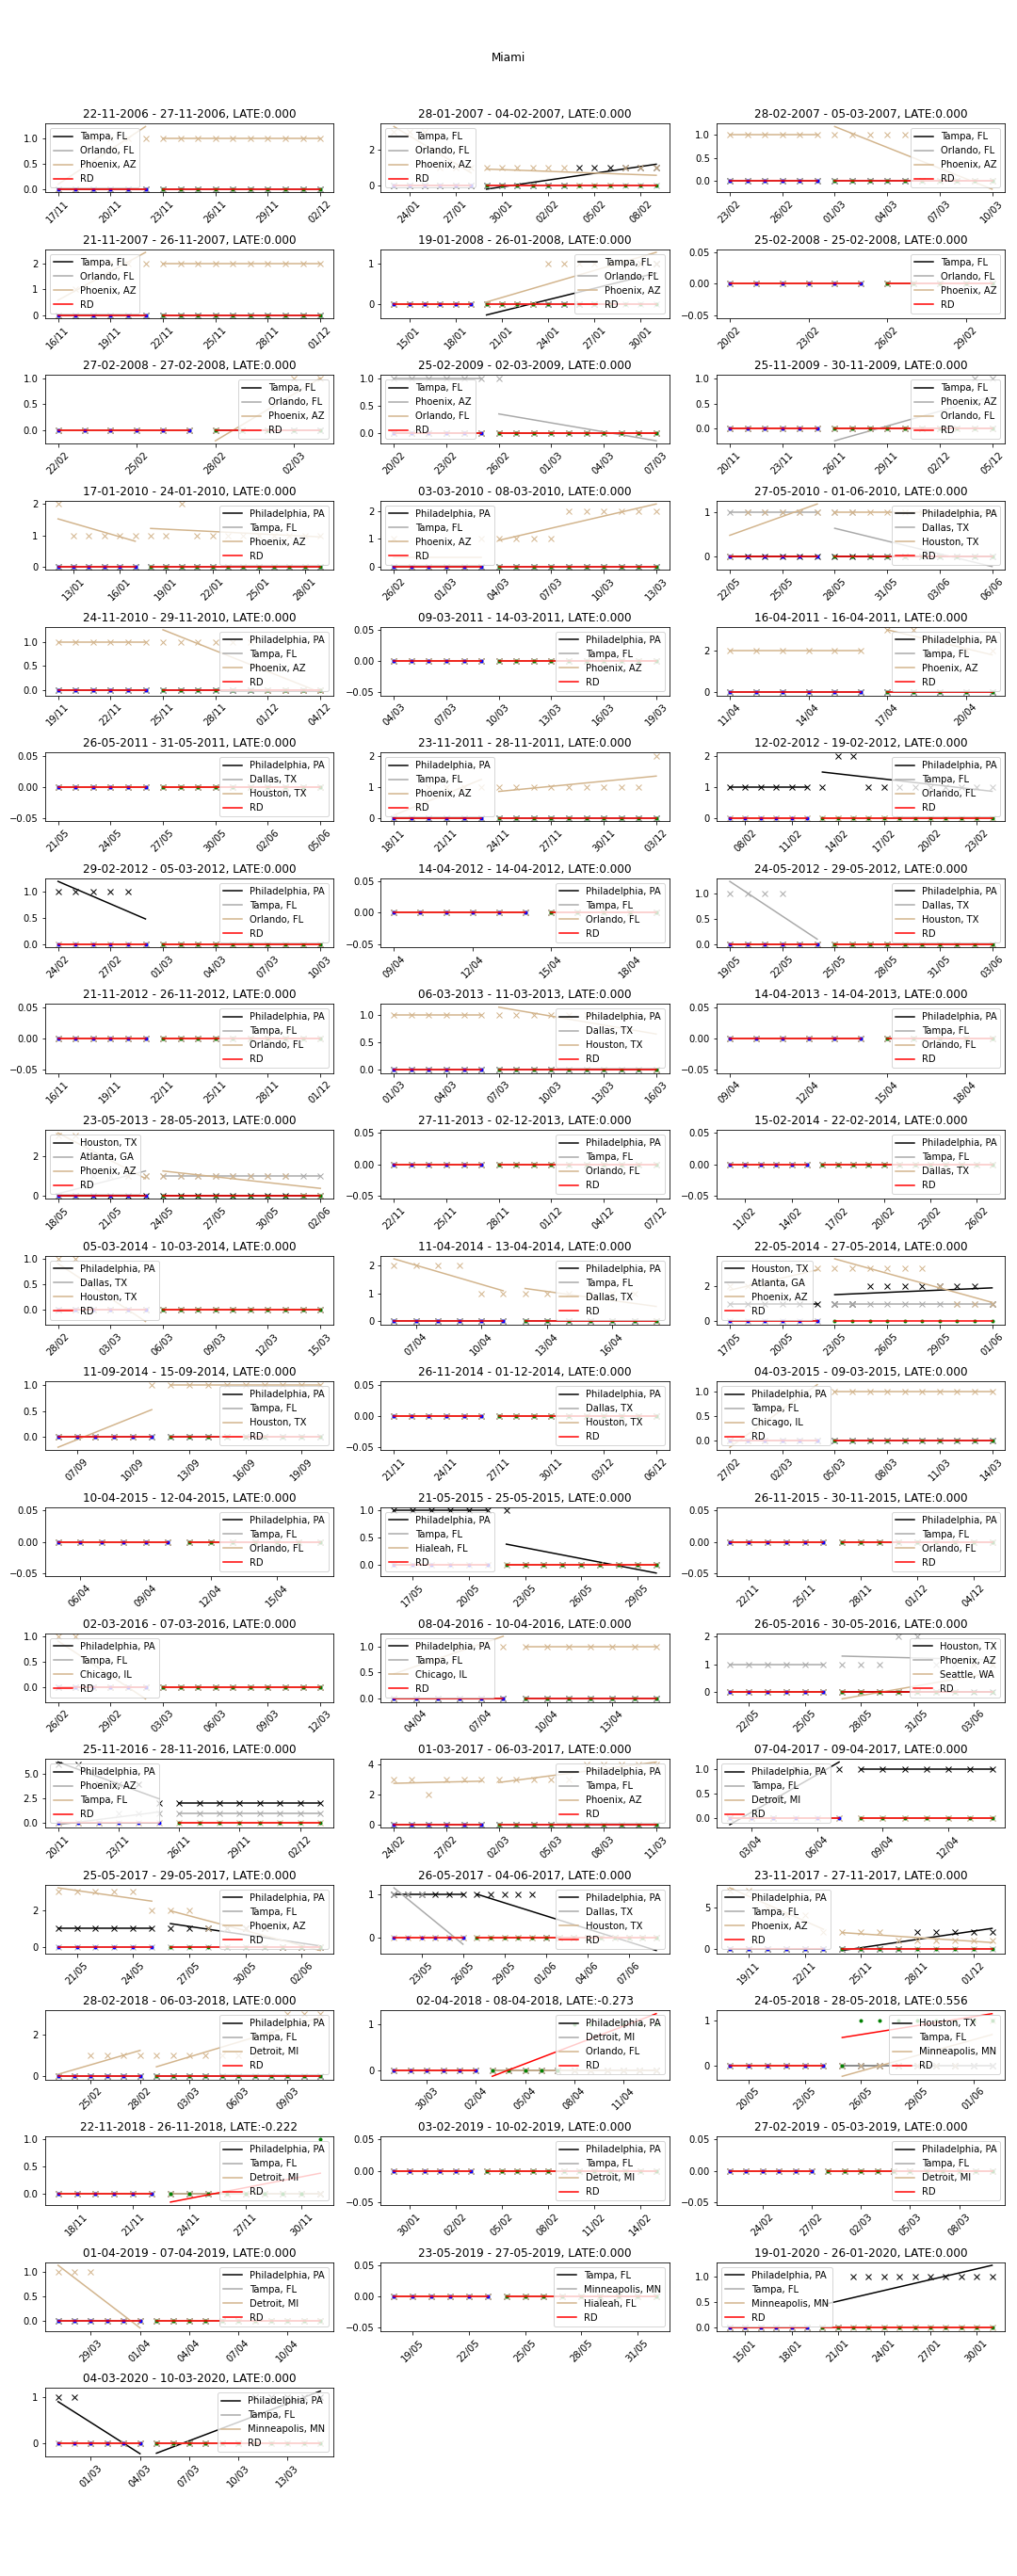 Miami
22-11-2006 - 27-11-2006, LATE:0.000
1.0
0.5
0.0
Tampa, FL
Orlando, FL
Phoenix, AZ
RD
17/11 20/11 23/11 26/11 29/11 02/12
28-01-2007 - 04-02-2007, LATE:0.000
2
0
Tampa, FL
Orlando, FL
Phoenix, AZ
RD
24/01 27/01 30/01 02/02 05/02 08/02
28-02-2007 - 05-03-2007, LATE:0.000
1.0
0.5
0.0
Tampa, FL
Orlando, FL
Phoenix, AZ
RD
23/02 26/02 01/03 04/03 07/03 10/03
21-11-2007 - 26-11-2007, LATE:0.000
2
1
0
Tampa, FL
Orlando, FL
Phoenix, AZ
RD
16/11 19/11 22/11 25/11 28/11 01/12
19-01-2008 - 26-01-2008, LATE:0.000
1
0
Tampa, FL
Orlando, FL
Phoenix, AZ
RD
15/01 18/01 21/01 24/01 27/01 30/01
25-02-2008 - 25-02-2008, LATE:0.000
0.05
0.00
−0.05
Tampa, FL
Orlando, FL
Phoenix, AZ
RD
20/02 23/02 26/02 29/02
27-02-2008 - 27-02-2008, LATE:0.000
1.0
0.5
0.0
Tampa, FL
Orlando, FL
Phoenix, AZ
RD
22/02 25/02 28/02 02/03
25-02-2009 - 02-03-2009, LATE:0.000
1.0
0.5
0.0
Tampa, FL
Phoenix, AZ
Orlando, FL
RD
20/02 23/02 26/02 01/03 04/03 07/03
25-11-2009 - 30-11-2009, LATE:0.000
1.0
0.5
0.0
Tampa, FL
Phoenix, AZ
Orlando, FL
RD
20/11 23/11 26/11 29/11 02/12 05/12
17-01-2010 - 24-01-2010, LATE:0.000
2
1
0
Philadelphia, PA
Tampa, FL
Phoenix, AZ
RD
13/01 16/01 19/01 22/01 25/01 28/01
03-03-2010 - 08-03-2010, LATE:0.000
2
1
0
Philadelphia, PA
Tampa, FL
Phoenix, AZ
RD
26/02 01/03 04/03 07/03 10/03 13/03
27-05-2010 - 01-06-2010, LATE:0.000
1
0
Philadelphia, PA
Dallas, TX
Houston, TX
RD
22/05 25/05 28/05 31/05 03/06 06/06
24-11-2010 - 29-11-2010, LATE:0.000
1.0
0.5
0.0
Philadelphia, PA
Tampa, FL
Phoenix, AZ
RD
19/11 22/11 25/11 28/11 01/12 04/12
09-03-2011 - 14-03-2011, LATE:0.000
0.05
0.00
−0.05
Philadelphia, PA
Tampa, FL
Phoenix, AZ
RD
04/03 07/03 10/03 13/03 16/03 19/03
16-04-2011 - 16-04-2011, LATE:0.000
2
0
Philadelphia, PA
Tampa, FL
Phoenix, AZ
RD
11/04 14/04 17/04 20/04
26-05-2011 - 31-05-2011, LATE:0.000
0.05
0.00
−0.05
Philadelphia, PA
Dallas, TX
Houston, TX
RD
21/05 24/05 27/05 30/05 02/06 05/06
23-11-2011 - 28-11-2011, LATE:0.000
2
1
0
Philadelphia, PA
Tampa, FL
Phoenix, AZ
RD
18/11 21/11 24/11 27/11 30/11 03/12
12-02-2012 - 19-02-2012, LATE:0.000
2
1
0
Philadelphia, PA
Tampa, FL
Orlando, FL
RD
08/02 11/02 14/02 17/02 20/02 23/02
29-02-2012 - 05-03-2012, LATE:0.000
1.0
0.5
0.0
Philadelphia, PA
Tampa, FL
Orlando, FL
RD
24/02 27/02 01/03 04/03 07/03 10/03
14-04-2012 - 14-04-2012, LATE:0.000
0.05
0.00
−0.05
Philadelphia, PA
Tampa, FL
Orlando, FL
RD
09/04 12/04 15/04 18/04
24-05-2012 - 29-05-2012, LATE:0.000
1.0
0.5
0.0
Philadelphia, PA
Dallas, TX
Houston, TX
RD
19/05 22/05 25/05 28/05 31/05 03/06
21-11-2012 - 26-11-2012, LATE:0.000
0.05
0.00
−0.05
Philadelphia, PA
Tampa, FL
Orlando, FL
RD
16/11 19/11 22/11 25/11 28/11 01/12
06-03-2013 - 11-03-2013, LATE:0.000
1.0
0.5
0.0
Philadelphia, PA
Dallas, TX
Houston, TX
RD
01/03 04/03 07/03 10/03 13/03 16/03
14-04-2013 - 14-04-2013, LATE:0.000
0.05
0.00
−0.05
Philadelphia, PA
Tampa, FL
Orlando, FL
RD
09/04 12/04 15/04 18/04
23-05-2013 - 28-05-2013, LATE:0.000
2
0
Houston, TX
Atlanta, GA
Phoenix, AZ
RD
18/05 21/05 24/05 27/05 30/05 02/06
27-11-2013 - 02-12-2013, LATE:0.000
0.05
0.00
−0.05
Philadelphia, PA
Tampa, FL
Orlando, FL
RD
22/11 25/11 28/11 01/12 04/12 07/12
15-02-2014 - 22-02-2014, LATE:0.000
0.05
0.00
−0.05
Philadelphia, PA
Tampa, FL
Dallas, TX
RD
11/02 14/02 17/02 20/02 23/02 26/02
05-03-2014 - 10-03-2014, LATE:0.000
1.0
0.5
0.0
Philadelphia, PA
Dallas, TX
Houston, TX
RD
28/02 03/03 06/03 09/03 12/03 15/03
11-04-2014 - 13-04-2014, LATE:0.000
2
1
0
Philadelphia, PA
Tampa, FL
Dallas, TX
RD
07/04 10/04 13/04 16/04
22-05-2014 - 27-05-2014, LATE:0.000
2
0
Houston, TX
Atlanta, GA
Phoenix, AZ
RD
17/05 20/05 23/05 26/05 29/05 01/06
11-09-2014 - 15-09-2014, LATE:0.000
1.0
0.5
0.0
Philadelphia, PA
Tampa, FL
Houston, TX
RD
07/09 10/09 13/09 16/09 19/09
26-11-2014 - 01-12-2014, LATE:0.000
0.05
0.00
−0.05
Philadelphia, PA
Dallas, TX
Houston, TX
RD
21/11 24/11 27/11 30/11 03/12 06/12
04-03-2015 - 09-03-2015, LATE:0.000
1.0
0.5
0.0
Philadelphia, PA
Tampa, FL
Chicago, IL
RD
27/02 02/03 05/03 08/03 11/03 14/03
10-04-2015 - 12-04-2015, LATE:0.000
0.05
0.00
−0.05
Philadelphia, PA
Tampa, FL
Orlando, FL
RD
06/04 09/04 12/04 15/04
21-05-2015 - 25-05-2015, LATE:0.000
1.0
0.5
0.0
Philadelphia, PA
Tampa, FL
Hialeah, FL
RD
17/05 20/05 23/05 26/05 29/05
26-11-2015 - 30-11-2015, LATE:0.000
0.05
0.00
−0.05
Philadelphia, PA
Tampa, FL
Orlando, FL
RD
22/11 25/11 28/11 01/12 04/12
02-03-2016 - 07-03-2016, LATE:0.000
1.0
0.5
0.0
Philadelphia, PA
Tampa, FL
Chicago, IL
RD
26/02 29/02 03/03 06/03 09/03 12/03
08-04-2016 - 10-04-2016, LATE:0.000
1.0
0.5
0.0
Philadelphia, PA
Tampa, FL
Chicago, IL
RD
04/04 07/04 10/04 13/04
26-05-2016 - 30-05-2016, LATE:0.000
2
1
0
Houston, TX
Phoenix, AZ
Seattle, WA
RD
22/05 25/05 28/05 31/05 03/06
25-11-2016 - 28-11-2016, LATE:0.000
5.0
2.5
0.0
Philadelphia, PA
Phoenix, AZ
Tampa, FL
RD
20/11 23/11 26/11 29/11 02/12
01-03-2017 - 06-03-2017, LATE:0.000
4
2
0
Philadelphia, PA
Tampa, FL
Phoenix, AZ
RD
24/02 27/02 02/03 05/03 08/03 11/03
07-04-2017 - 09-04-2017, LATE:0.000
1.0
0.5
0.0
Philadelphia, PA
Tampa, FL
Detroit, MI
RD
03/04 06/04 09/04 12/04
25-05-2017 - 29-05-2017, LATE:0.000
2
0
Philadelphia, PA
Tampa, FL
Phoenix, AZ
RD
21/05 24/05 27/05 30/05 02/06
26-05-2017 - 04-06-2017, LATE:0.000
1
0
Philadelphia, PA
Dallas, TX
Houston, TX
RD
23/05 26/05 29/05 01/06 04/06 07/06
23-11-2017 - 27-11-2017, LATE:0.000
5
0
Philadelphia, PA
Tampa, FL
Phoenix, AZ
RD
19/11 22/11 25/11 28/11 01/12
28-02-2018 - 06-03-2018, LATE:0.000
2
0
Philadelphia, PA
Tampa, FL
Detroit, MI
RD
25/02 28/02 03/03 06/03 09/03
02-04-2018 - 08-04-2018, LATE:-0.273
1
0
Philadelphia, PA
Detroit, MI
Orlando, FL
RD
30/03 02/04 05/04 08/04 11/04
24-05-2018 - 28-05-2018, LATE:0.556
1
0
Houston, TX
Tampa, FL
Minneapolis, MN
RD
20/05 23/05 26/05 29/05 01/06
22-11-2018 - 26-11-2018, LATE:-0.222
1.0
0.5
0.0
Philadelphia, PA
Tampa, FL
Detroit, MI
RD
18/11 21/11 24/11 27/11 30/11
03-02-2019 - 10-02-2019, LATE:0.000
0.05
0.00
−0.05
Philadelphia, PA
Tampa, FL
Detroit, MI
RD
30/01 02/02 05/02 08/02 11/02 14/02
27-02-2019 - 05-03-2019, LATE:0.000
0.05
0.00
−0.05
Philadelphia, PA
Tampa, FL
Detroit, MI
RD
24/02 27/02 02/03 05/03 08/03
01-04-2019 - 07-04-2019, LATE:0.000
1.0
0.5
0.0
Philadelphia, PA
Tampa, FL
Detroit, MI
RD
29/03 01/04 04/04 07/04 10/04
23-05-2019 - 27-05-2019, LATE:0.000
0.05
0.00
−0.05
Tampa, FL
Minneapolis, MN
Hialeah, FL
RD
19/05 22/05 25/05 28/05 31/05
19-01-2020 - 26-01-2020, LATE:0.000
1.0
0.5
0.0
Philadelphia, PA
Tampa, FL
Minneapolis, MN
RD
15/01 18/01 21/01 24/01 27/01 30/01
04-03-2020 - 10-03-2020, LATE:0.000
1
0
Philadelphia, PA
Tampa, FL
Minneapolis, MN
RD
01/03 04/03 07/03 10/03 13/03